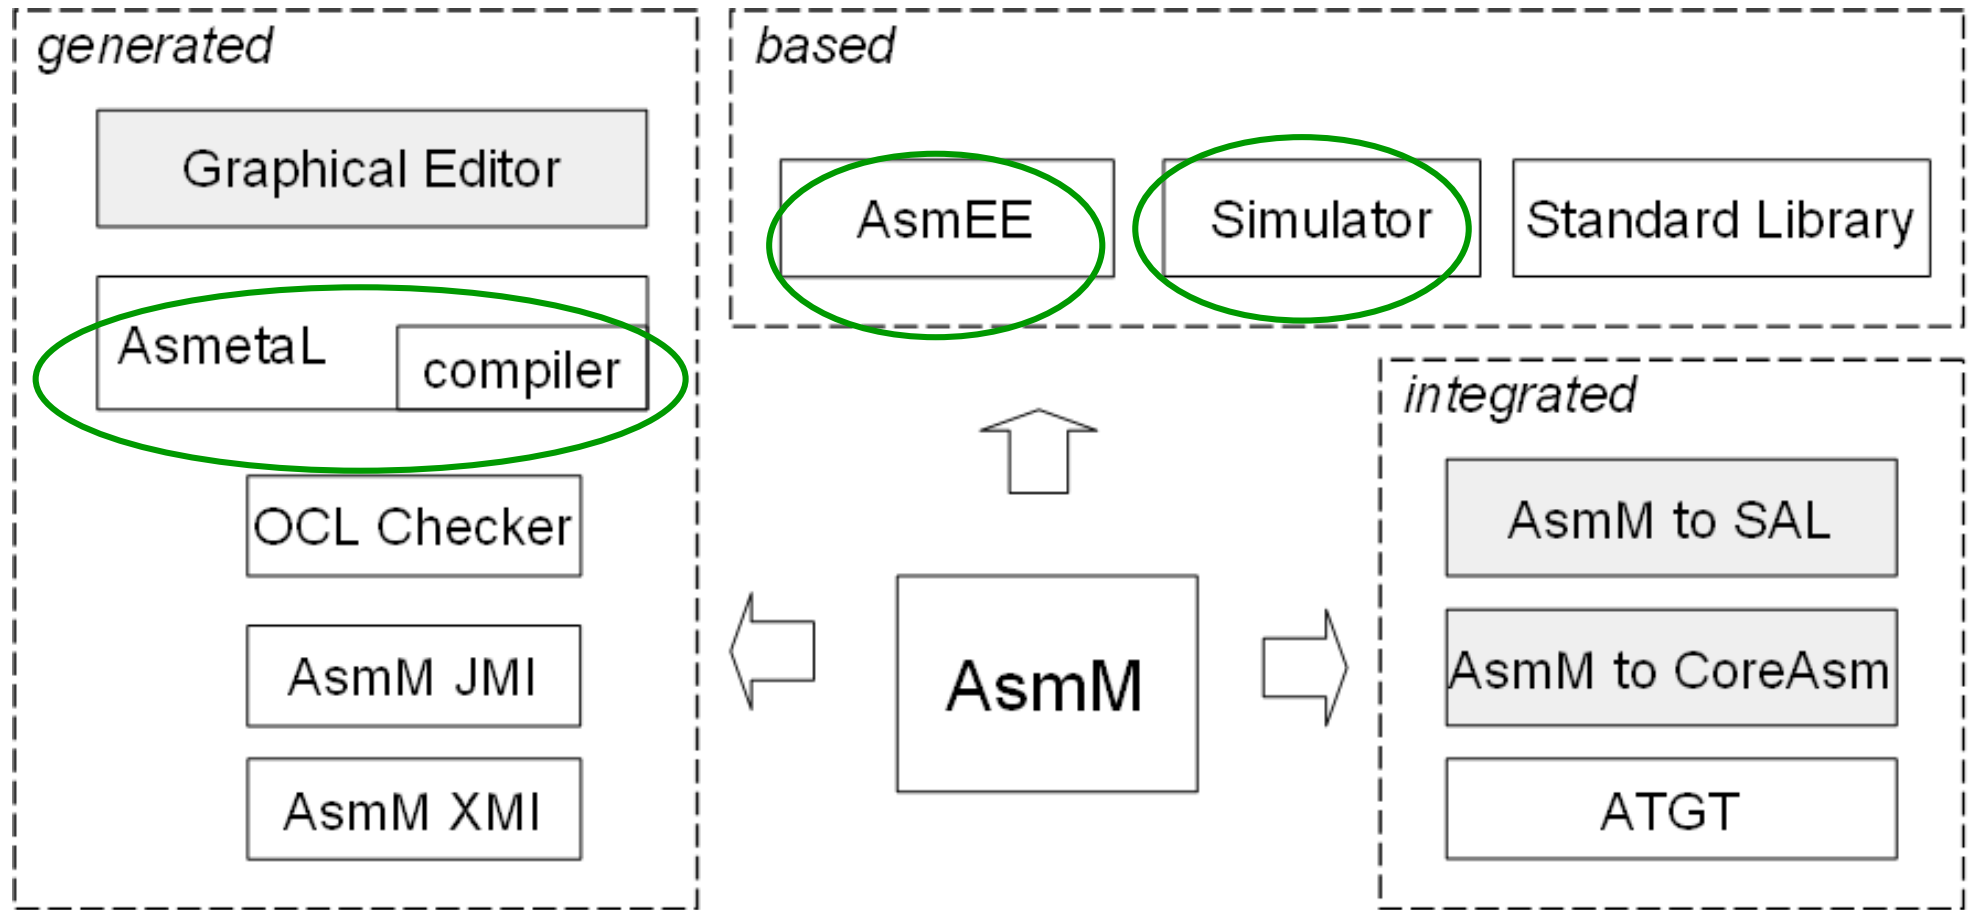 generated
Graphical Editor
AsmetaL
compiler
OCL Checker
AsmM JMI
AsmM XMI
based
AsmEE
Simulator
Standard Library
AsmM
integrated
AsmM to SAL
AsmM to CoreAsm
ATGT